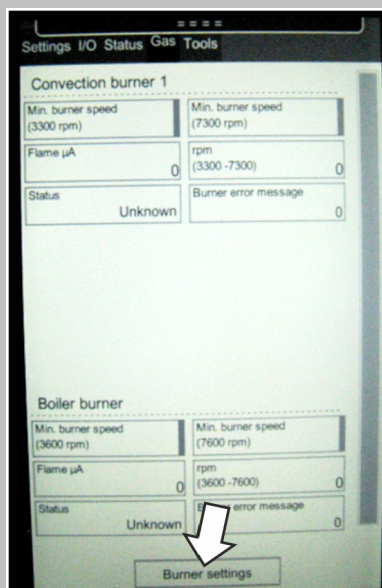 Settings I/O Status Gas Tools
Convection burner 1
Min. burner speed
(3300 rpm)
Min. burner speed
(7300 rpm)
Flame µA
0
rpm
(3300 -7300)
0
Status
Unknown
Burner error message
0
Boiler burner
Min. burner speed
(3600 rpm)
Min. burner speed
(7600 rpm)
Flame µA
0
rpm
(3600 -7600)
0
Status
Unknown
error message
0
Burner settings